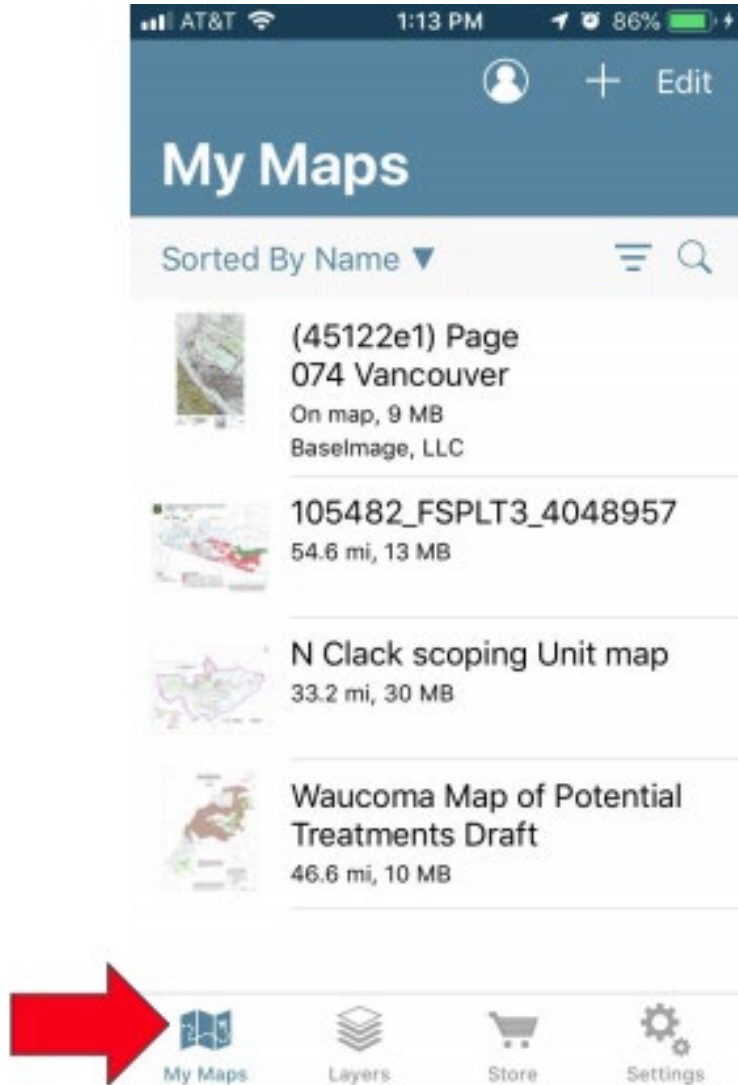 AT&T 1:13 PM 86%
Edit
My Maps
Sorted By Name ▼
(45122e1) Page
074 Vancouver
On map, 9 MB
BaseImage, LLC
105482_FSPLT3_4048957
54.6 mi, 13 MB
N Clack scoping Unit map
33.2 mi, 30 MB
Waucoma Map of Potential
Treatments Draft
46.6 mi, 10 MB
My Maps Layers Store Settings